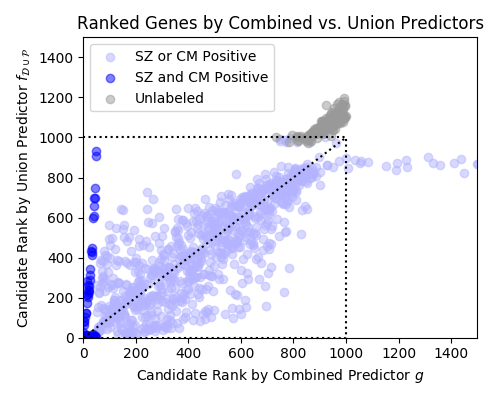 Ranked Genes by Combined vs. Union Predictors
Candidate Rank by Union Predictor f_{𝒟∪𝒫}
1400
1200
1000
800
600
400
200
0
SZ or CM Positive
SZ and CM Positive
Unlabeled
0 200 400 600 800 1000 1200 1400
Candidate Rank by Combined Predictor g